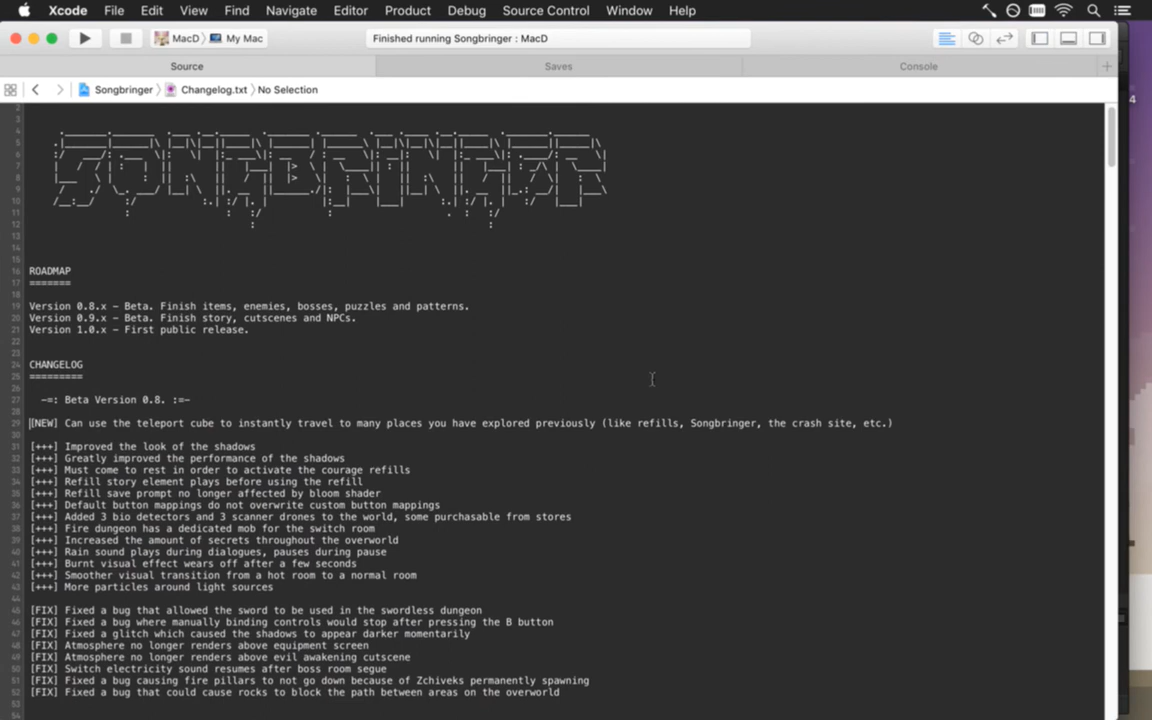 Xcode File Edit View Find Navigate Editor Product Debug Source Control Window Help
MacD My Mac Finished running Songbringer : MacD
Source Saves Console
Songbringer Changelog.txt No Selection
4
ROADMAP
=======
Version 0.8.x - Beta. Finish items, enemies, bosses, puzzles and patterns.
Version 0.9.x - Beta. Finish story, cutscenes and NPCs.
Version 1.0.x - First public release.
CHANGELOG
=========
-=: Beta Version 0.8. :=-
[NEW] Can use the teleport cube to instantly travel to many places you have explored previously (like refills, Songbringer, the crash site, etc.)
[+++] Improved the look of the shadows
[+++] Greatly improved the performance of the shadows
[+++] Must come to rest in order to activate the courage refills
[+++] Refill story element plays before using the refill
[+++] Refill save prompt no longer affected by bloom shader
[+++] Default button mappings do not overwrite custom button mappings
[+++] Added 3 bio detectors and 3 scanner drones to the world, some purchasable from stores
[+++] Fire dungeon has a dedicated mob for the switch room
[+++] Increased the amount of secrets throughout the overworld
[+++] Rain sound plays during dialogues, pauses during pause
[+++] Burnt visual effect wears off after a few seconds
[+++] Smoother visual transition from a hot room to a normal room
[+++] More particles around light sources
[FIX] Fixed a bug that allowed the sword to be used in the swordless dungeon
[FIX] Fixed a bug where manually binding controls would stop after pressing the B button
[FIX] Fixed a glitch which caused the shadows to appear darker momentarily
[FIX] Atmosphere no longer renders above equipment screen
[FIX] Atmosphere no longer renders above evil awakening cutscene
[FIX] Switch electricity sound resumes after boss room segue
[FIX] Fixed a bug causing fire pillars to not go down because of Zchiveks permanently spawning
[FIX] Fixed a bug that could cause rocks to block the path between areas on the overworld